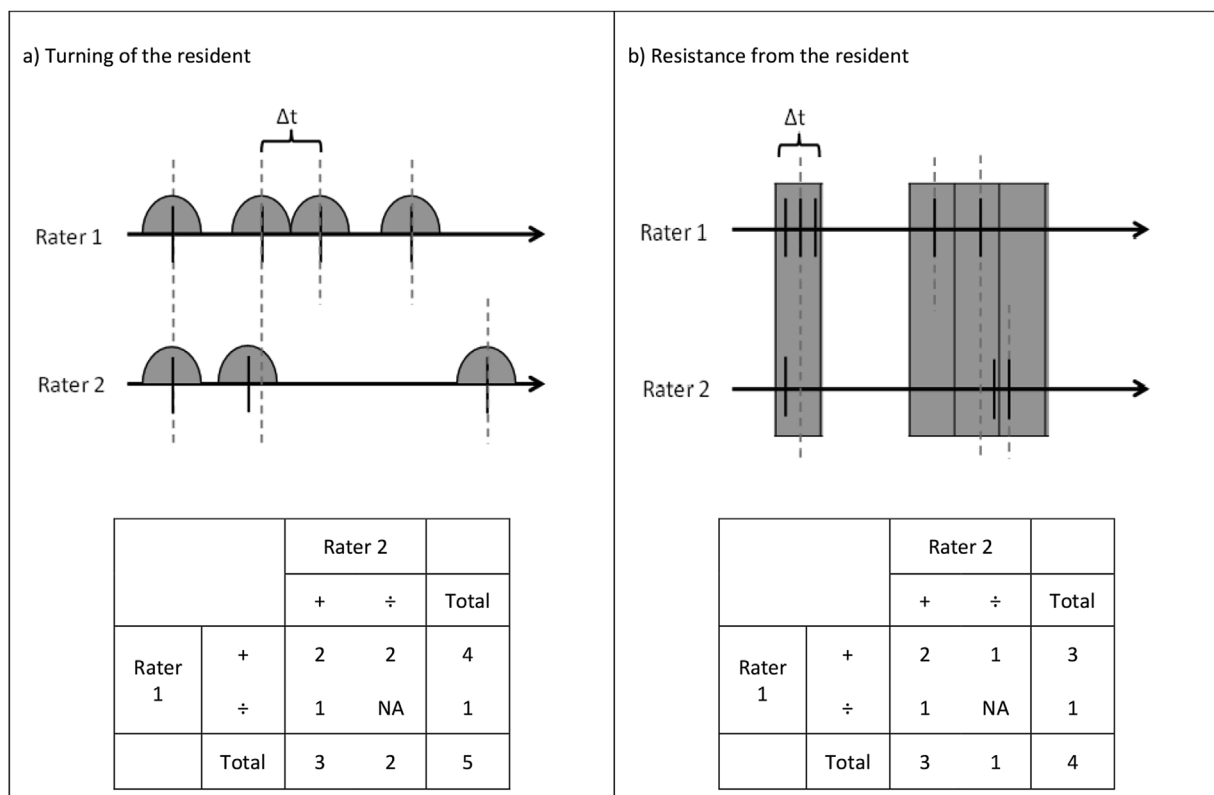 a) Turning of the resident
Δt
Rater 1
Rater 2
Rater 2
+ ÷ Total
Rater 1 + 2 2 4
÷ 1 NA 1
Total 3 2 5
b) Resistance from the resident
Δt
Rater 1
Rater 2
Rater 2
+ ÷ Total
Rater 1 + 2 1 3
÷ 1 NA 1
Total 3 1 4